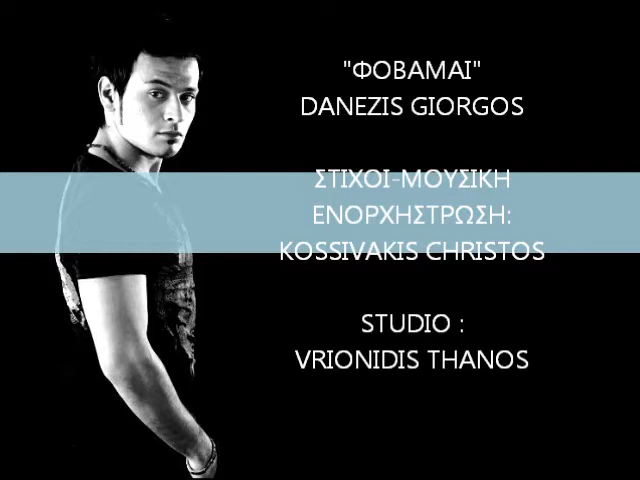 "ΦΟΒΑΜΑΙ"
DANEZIS GIORGOS
ΣΤΙΧΟΙ-ΜΟΥΣΙΚΗ
ΕΝΟΡΧΗΣΤΡΩΣΗ:
KOSSIVAKIS CHRISTOS
STUDIO :
VRIONIDIS THANOS